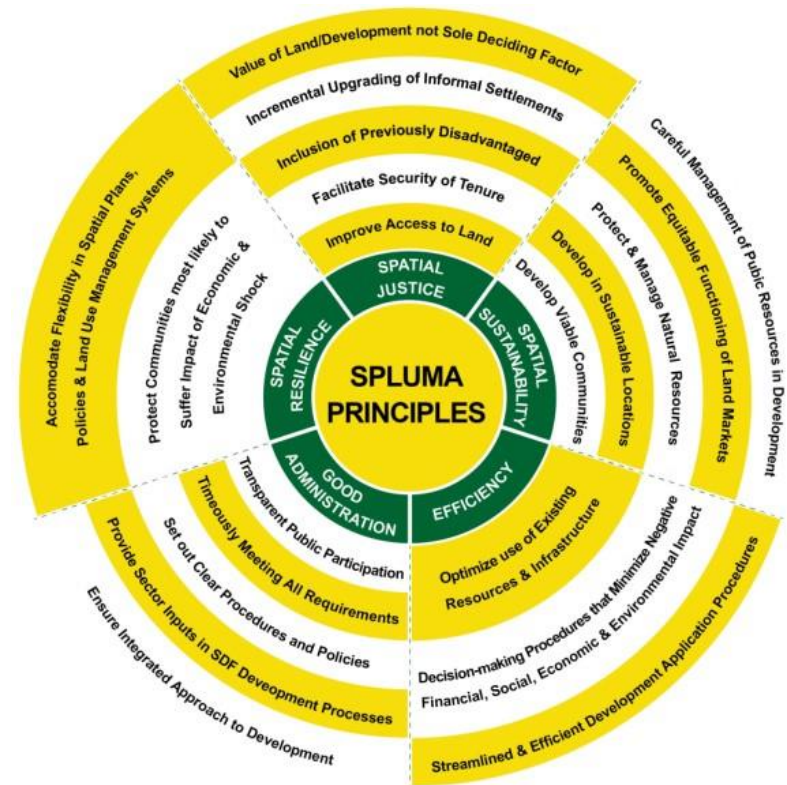 SPLUMA
PRINCIPLES
SPATIAL
JUSTICE
Improve Access to Land
Facilitate Security of Tenure
Inclusion of Previously Disadvantaged
Incremental Upgrading of Informal Settlements
Value of Land/Development not Sole Deciding Factor
SPATIAL
SUSTAINABILITY
Develop Viable Communities
Develop in Sustainable Locations
Protect & Manage Natural Resources
Promote Equitable Functioning of Land Markets
Careful Management of Pubic Resources in Development
EFFICIENCY
Optimize use of Existing
Resources & Infrastructure
Decision-making Procedures that Minimize Negative
Financial, Social, Economic & Environmental Impact
Streamlined & Efficient Development Application Procedures
GOOD
ADMINISTRATION
Transparent Public Participation
Timeously Meeting All Requirements
Set out Clear Procedures and Policies
Provide Sector Inputs in SDF Deveopment Processes
Ensure Integrated Approach to Development
SPATIAL
RESILIENCE
Protect Communities most likely to
Suffer Impact of Economic &
Environmental Shock
Accomodate Flexibility in Spatial Plans,
Policies & Land Use Management Systems